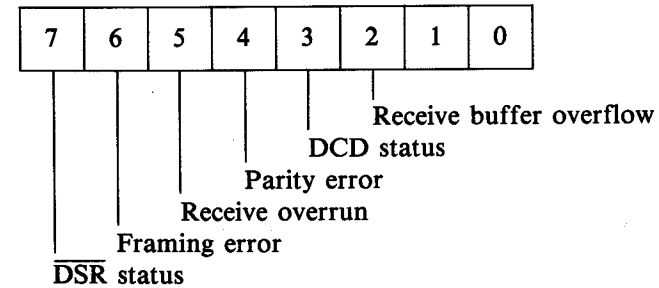 7 6 5 4 3 2 1 0
Receive buffer overflow
DCD status
Parity error
Receive overrun
Framing error
DSR status